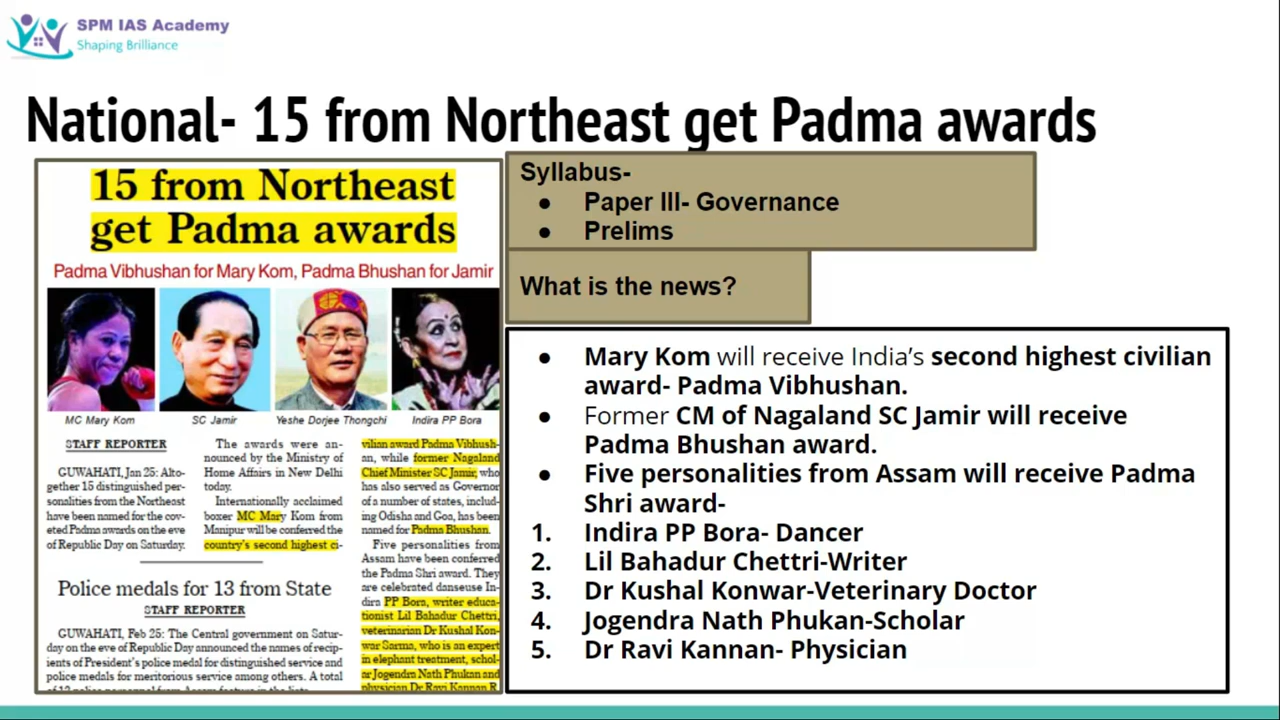 SPM IAS Academy
Shaping Brilliance
National- 15 from Northeast get Padma awards
15 from Northeast
get Padma awards
Padma Vibhushan for Mary Kom, Padma Bhushan for Jamir
MC Mary Kom
SC Jamir
Yeshe Dorjee Thongchi
Indira PP Bora
STAFF REPORTER
GUWAHATI, Jan 25: Alto-
gether 15 distinguished per-
sonalities from the Northeast
have been named for the cov-
eted Padma awards on the eve
of Republic Day on Saturday.
The awards were an-
nounced by the Ministry of
Home Affairs in New Delhi
today.
Internationally acclaimed
boxer MC Mary Kom from
Manipur will be conferred the
country's second highest ci-
vilian award Padma Vibhush-
an, while former Nagaland
Chief Minister SC Jamir, who
has also served as Governor
of a number of states, includ-
ing Odisha and Goa, has been
named for Padma Bhushan.
Five personalities from
Assam have been conferred
the Padma Shri award. They
are celebrated danseuse In-
dira PP Bora, writer educa-
tionist Lil Bahadur Chettri,
veterinarian Dr Kushal Kon-
war Sarma, who is an expert
in elephant treatment, schol-
ar Jogendra Nath Phukan and
physician Dr Ravi Kannan R.
Police medals for 13 from State
STAFF REPORTER
GUWAHATI, Feb 25: The Central government on Satur-
day on the eve of Republic Day announced the names of recip-
ients of President's police medal for distinguished service and
police medals for meritorious service among others. A total
of 13 police personnel from Assam feature in the lists.
Syllabus-
● Paper III- Governance
● Prelims
What is the news?
● Mary Kom will receive India's second highest civilian
award- Padma Vibhushan.
● Former CM of Nagaland SC Jamir will receive
Padma Bhushan award.
● Five personalities from Assam will receive Padma
Shri award-
1. Indira PP Bora- Dancer
2. Lil Bahadur Chettri-Writer
3. Dr Kushal Konwar-Veterinary Doctor
4. Jogendra Nath Phukan-Scholar
5. Dr Ravi Kannan- Physician